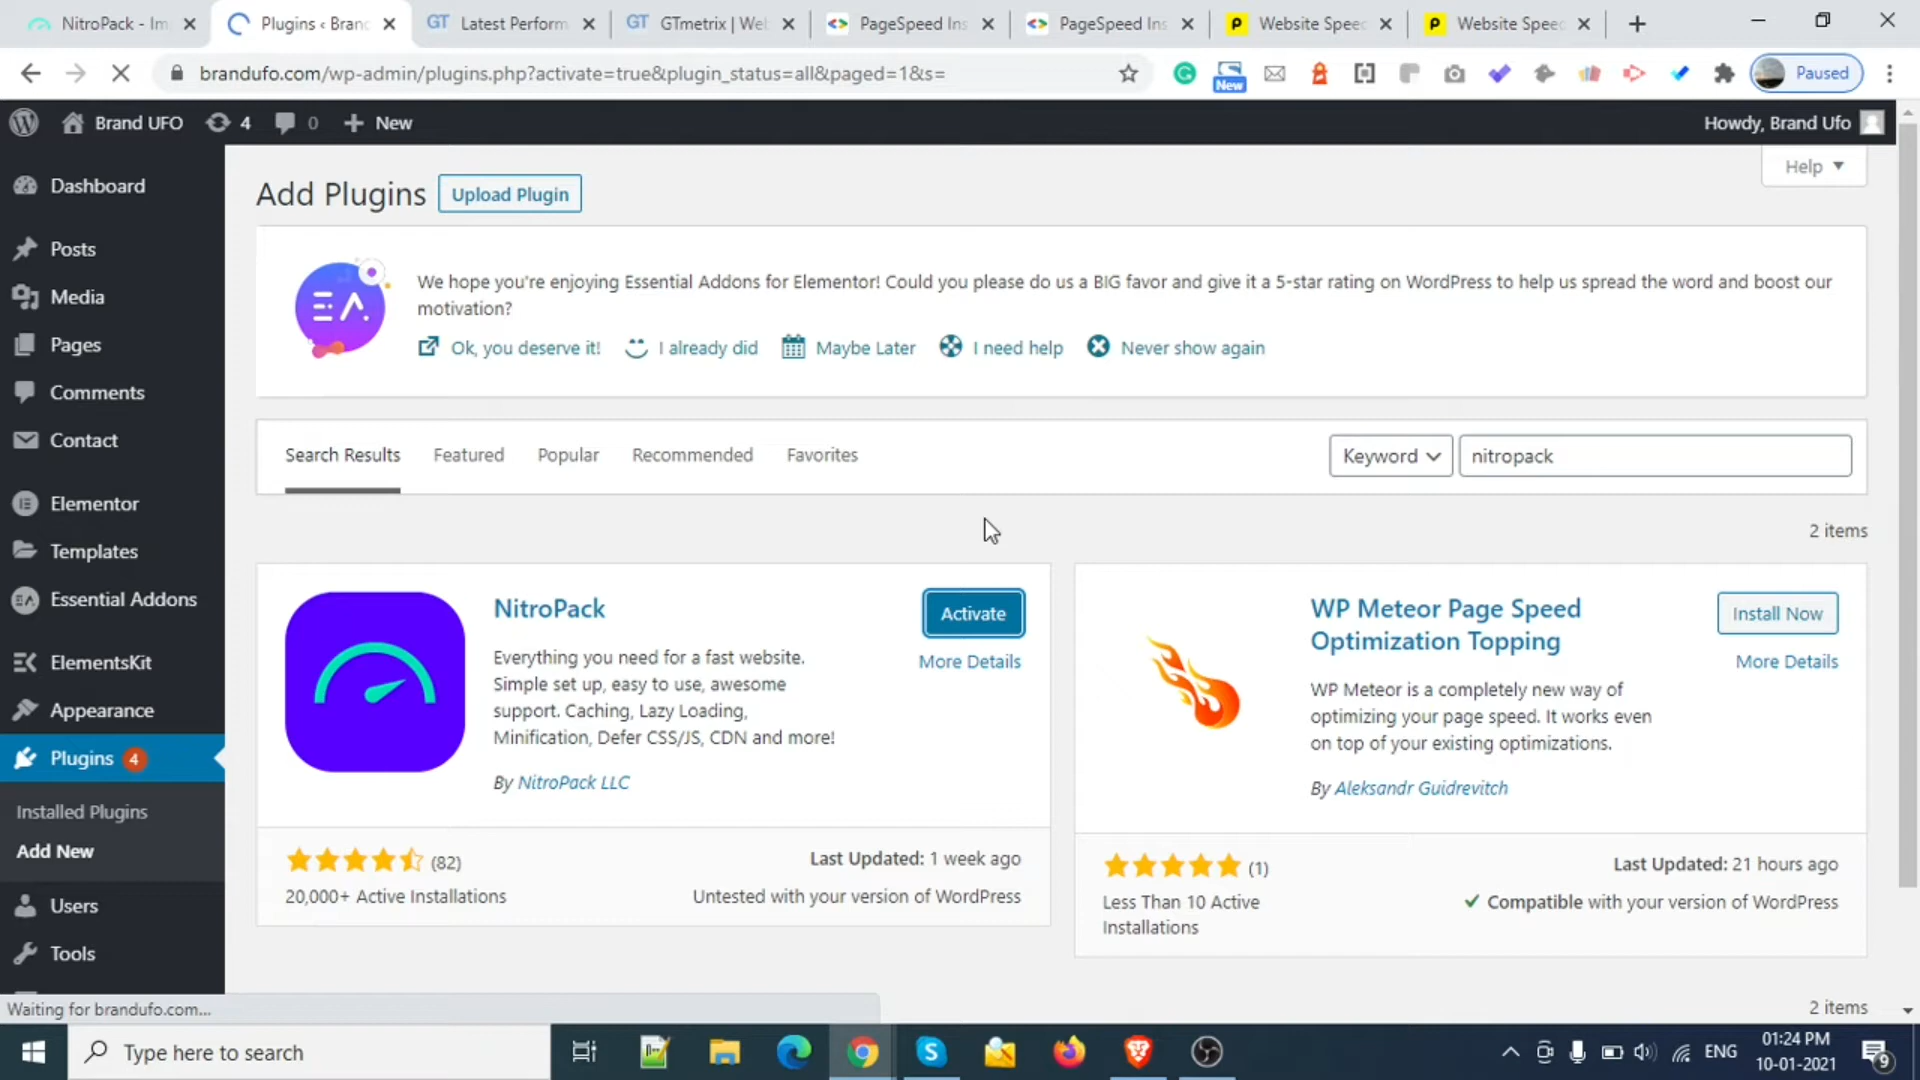 NitroPack - Im
Plugins ‹ Bran
GT Latest Perform
GT GTmetrix | Web
PageSpeed Ins
PageSpeed Ins
P Website Speed
P Website Speed
brandufo.com/wp-admin/plugins.php?activate=true&plugin_status=all&paged=1&s=
New
Paused
Brand UFO
4
0
New
Howdy, Brand Ufo
Dashboard
Posts
Media
Pages
Comments
Contact
Elementor
Templates
Essential Addons
ElementsKit
Appearance
Plugins 4
Installed Plugins
Add New
Users
Tools
Help
Add Plugins
Upload Plugin
We hope you're enjoying Essential Addons for Elementor! Could you please do us a BIG favor and give it a 5-star rating on WordPress to help us spread the word and boost our
motivation?
Ok, you deserve it!
I already did
Maybe Later
I need help
Never show again
Search Results
Featured
Popular
Recommended
Favorites
Keyword
nitropack
2 items
NitroPack
Activate
More Details
Everything you need for a fast website.
Simple set up, easy to use, awesome
support. Caching, Lazy Loading,
Minification, Defer CSS/JS, CDN and more!
By NitroPack LLC
(82)
Last Updated: 1 week ago
20,000+ Active Installations
Untested with your version of WordPress
WP Meteor Page Speed
Optimization Topping
Install Now
More Details
WP Meteor is a completely new way of
optimizing your page speed. It works even
on top of your existing optimizations.
By Aleksandr Guidrevitch
(1)
Last Updated: 21 hours ago
Less Than 10 Active
Installations
Compatible with your version of WordPress
2 items
Waiting for brandufo.com...
Type here to search
ENG
01:24 PM
10-01-2021
9